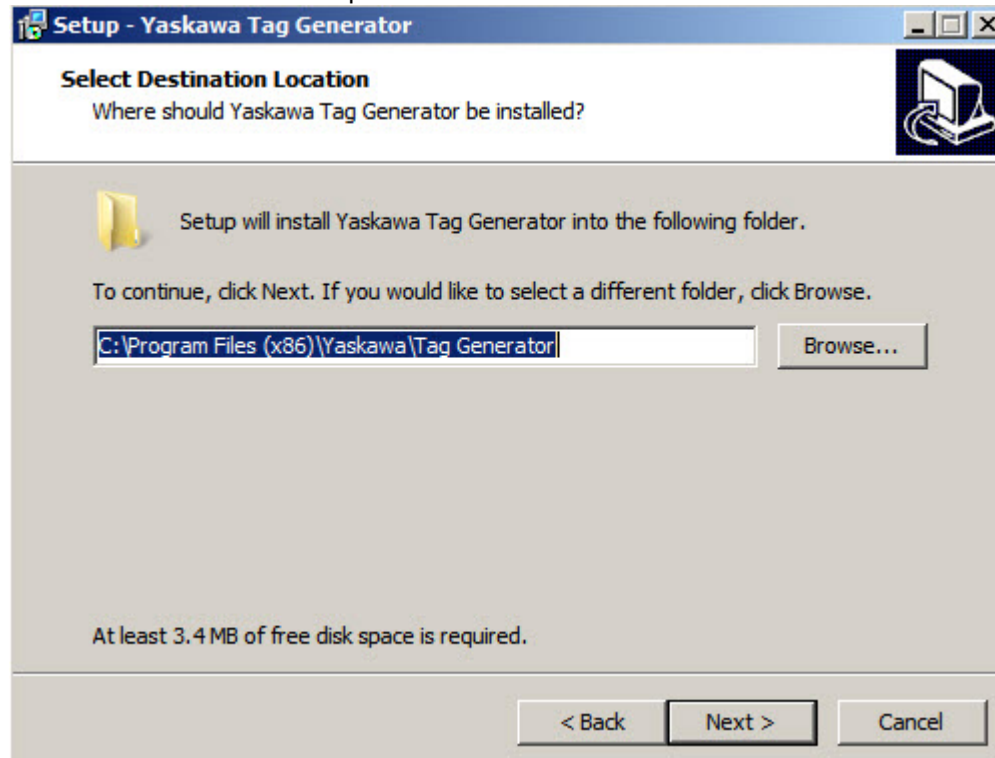 Setup - Yaskawa Tag Generator
Select Destination Location
Where should Yaskawa Tag Generator be installed?
Setup will install Yaskawa Tag Generator into the following folder.
To continue, click Next. If you would like to select a different folder, click Browse.
C:\Program Files (x86)\Yaskawa\Tag Generator
Browse...
At least 3.4 MB of free disk space is required.
< Back
Next >
Cancel